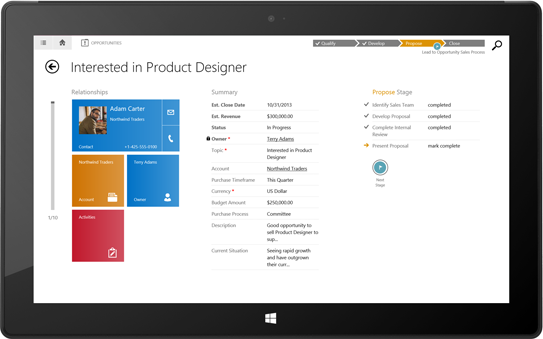 OPPORTUNITIES
Qualify
Develop
Propose
Close
Lead to Opportunity Sales Process
Interested in Product Designer
Relationships
Adam Carter
Northwind Traders
Contact +1-425-555-0100
Northwind Traders
Account
Terry Adams
Owner
Activities
1/10
Summary
Est. Close Date 10/31/2013
Est. Revenue $300,000.00
Status In Progress
Owner * Terry Adams
Topic * Interested in Product
Designer
Account Northwind Traders
Purchase Timeframe This Quarter
Currency * US Dollar
Budget Amount $250,000.00
Purchase Process Committee
Description Good opportunity to
sell Product Designer to
sup...
Current Situation Seeing rapid growth
and have outgrown
their curr...
Propose Stage
Identify Sales Team completed
Develop Proposal completed
Complete Internal
Review completed
Present Proposal mark complete
Next
Stage